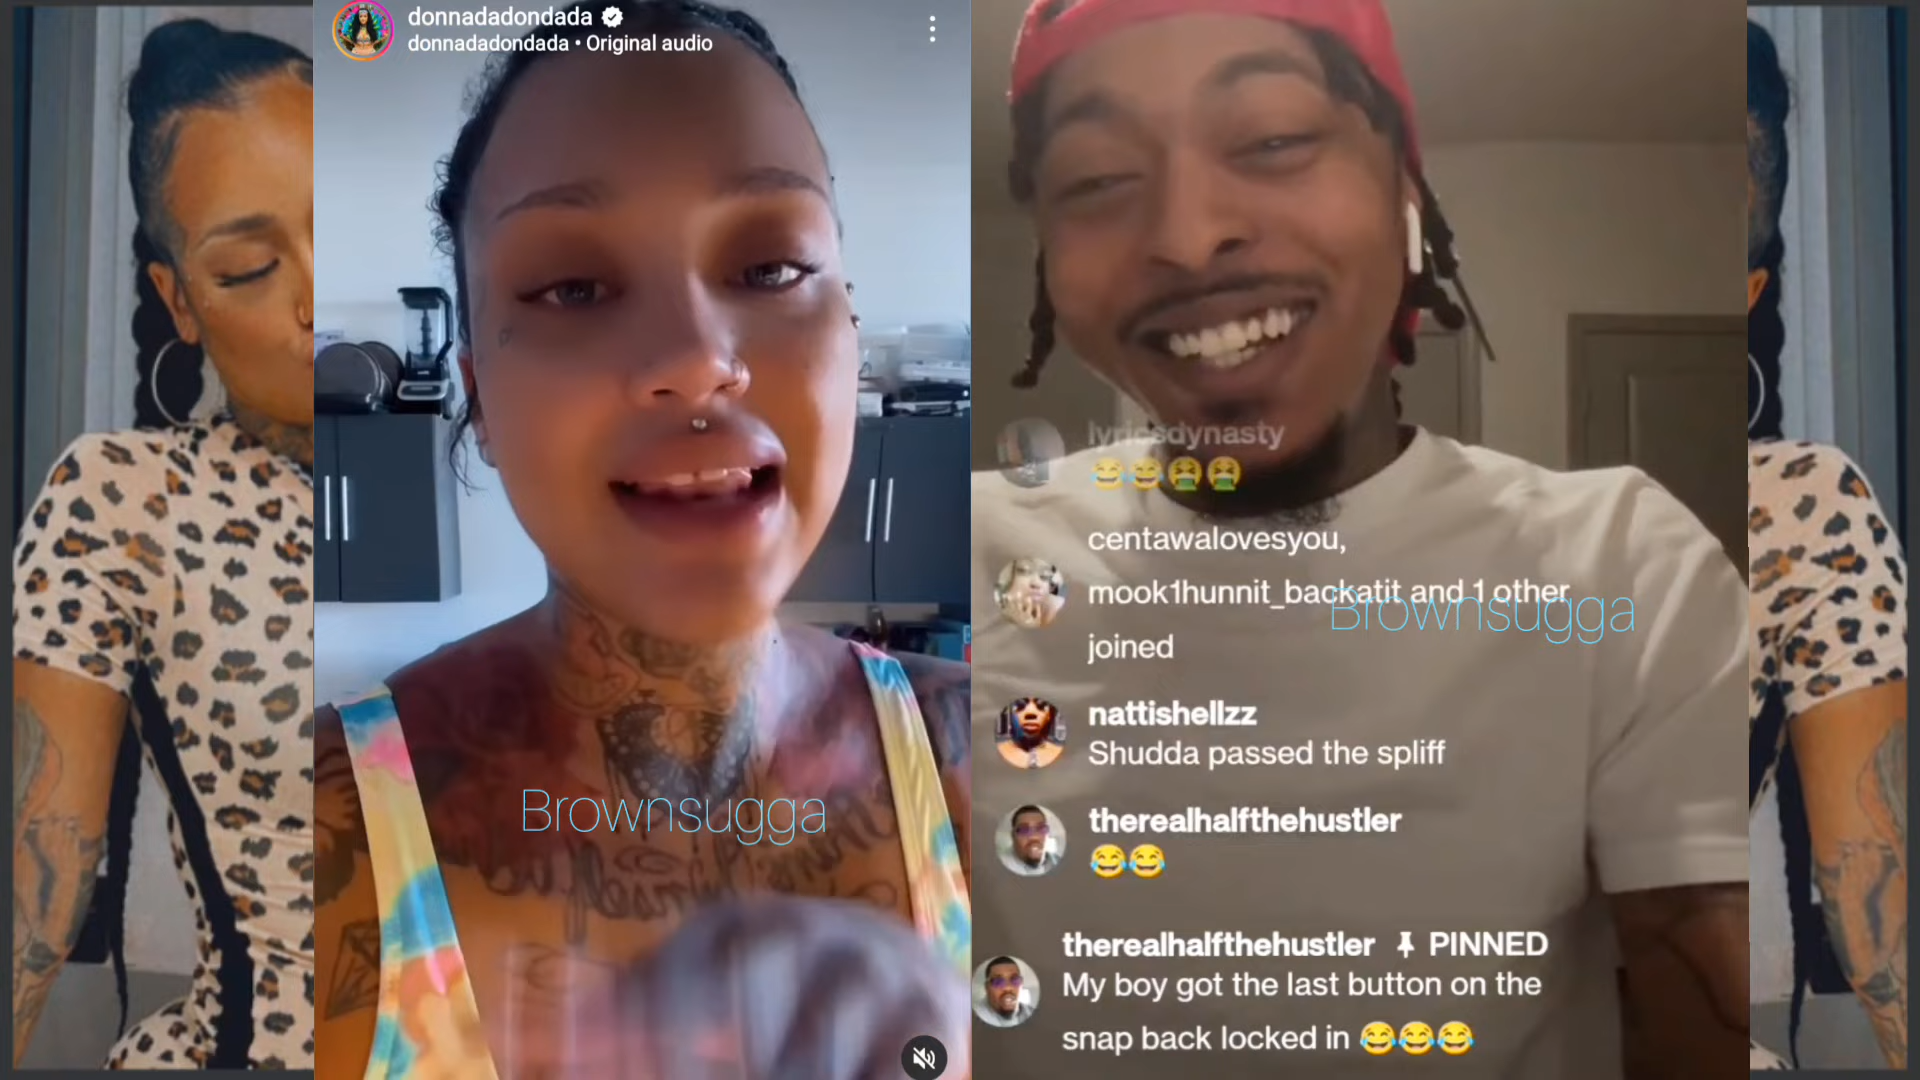 donnadadondada
donnadadondada • Original audio
Brownsugga
lyricsdynasty
😂😂🤮🤮
centawalovesyou,
mook1hunnit_backatit and 1 other
joined
Brownsugga
nattishellzz
Shudda passed the spliff
therealhalfthehustler
😂😂
therealhalfthehustler PINNED
My boy got the last button on the
snap back locked in 😂😂😂